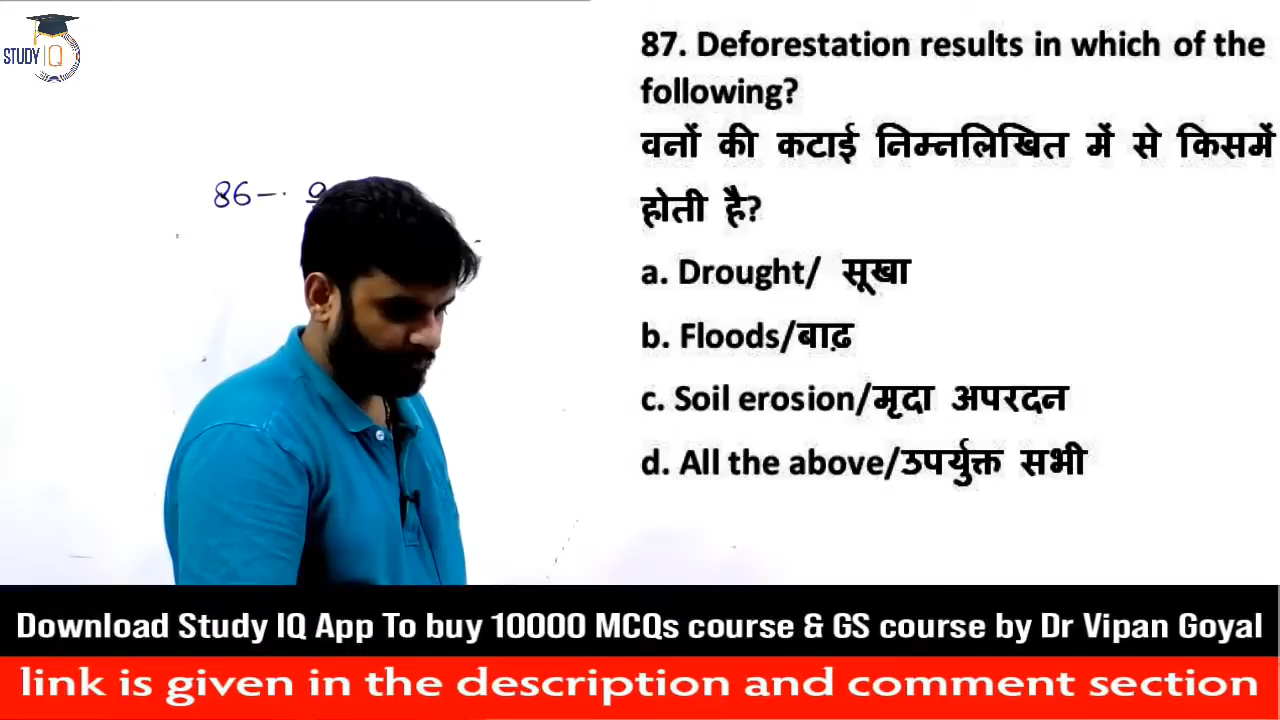 STUDY IQ
86-
87. Deforestation results in which of the
following?
वनों की कटाई निम्नलिखित में से किसमें
होती है?
a. Drought/ सूखा
b. Floods/बाढ़
c. Soil erosion/मृदा अपरदन
d. All the above/उपर्युक्त सभी
Download Study IQ App To buy 10000 MCQs course & GS course by Dr Vipan Goyal
link is given in the description and comment section